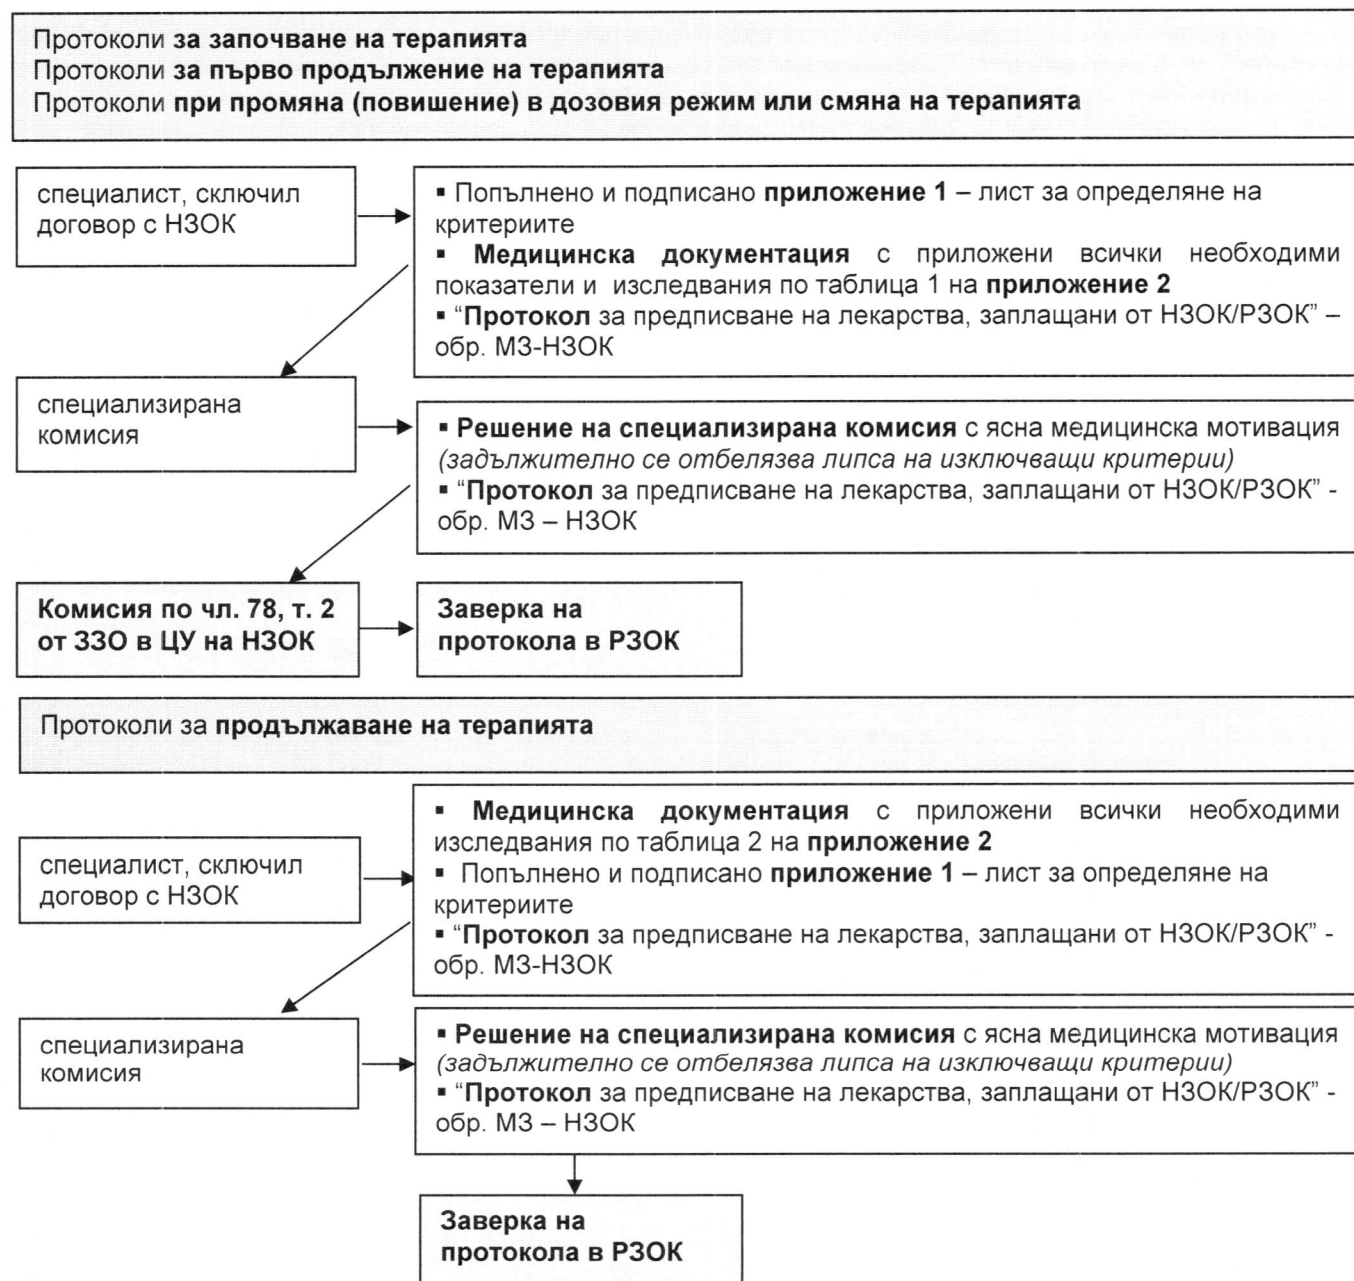 Протоколи за започване на терапията
Протоколи за първо продължение на терапията
Протоколи при промяна (повишение) в дозовия режим или смяна на терапията
специалист, сключил
договор с НЗОК
▪ Попълнено и подписано приложение 1 – лист за определяне на
критериите
▪ Медицинска документация с приложени всички необходими
показатели и изследвания по таблица 1 на приложение 2
▪ “Протокол за предписване на лекарства, заплащани от НЗОК/РЗОК” –
обр. МЗ-НЗОК
специализирана
комисия
▪ Решение на специализирана комисия с ясна медицинска мотивация
(задължително се отбелязва липса на изключващи критерии)
▪ “Протокол за предписване на лекарства, заплащани от НЗОК/РЗОК” -
обр. МЗ – НЗОК
Комисия по чл. 78, т. 2
от ЗЗО в ЦУ на НЗОК
Заверка на
протокола в РЗОК
Протоколи за продължаване на терапията
специалист, сключил
договор с НЗОК
▪ Медицинска документация с приложени всички необходими
изследвания по таблица 2 на приложение 2
▪ Попълнено и подписано приложение 1 – лист за определяне на
критериите
▪ “Протокол за предписване на лекарства, заплащани от НЗОК/РЗОК” -
обр. МЗ-НЗОК
специализирана
комисия
▪ Решение на специализирана комисия с ясна медицинска мотивация
(задължително се отбелязва липса на изключващи критерии)
▪ “Протокол за предписване на лекарства, заплащани от НЗОК/РЗОК” -
обр. МЗ – НЗОК
Заверка на
протокола в РЗОК